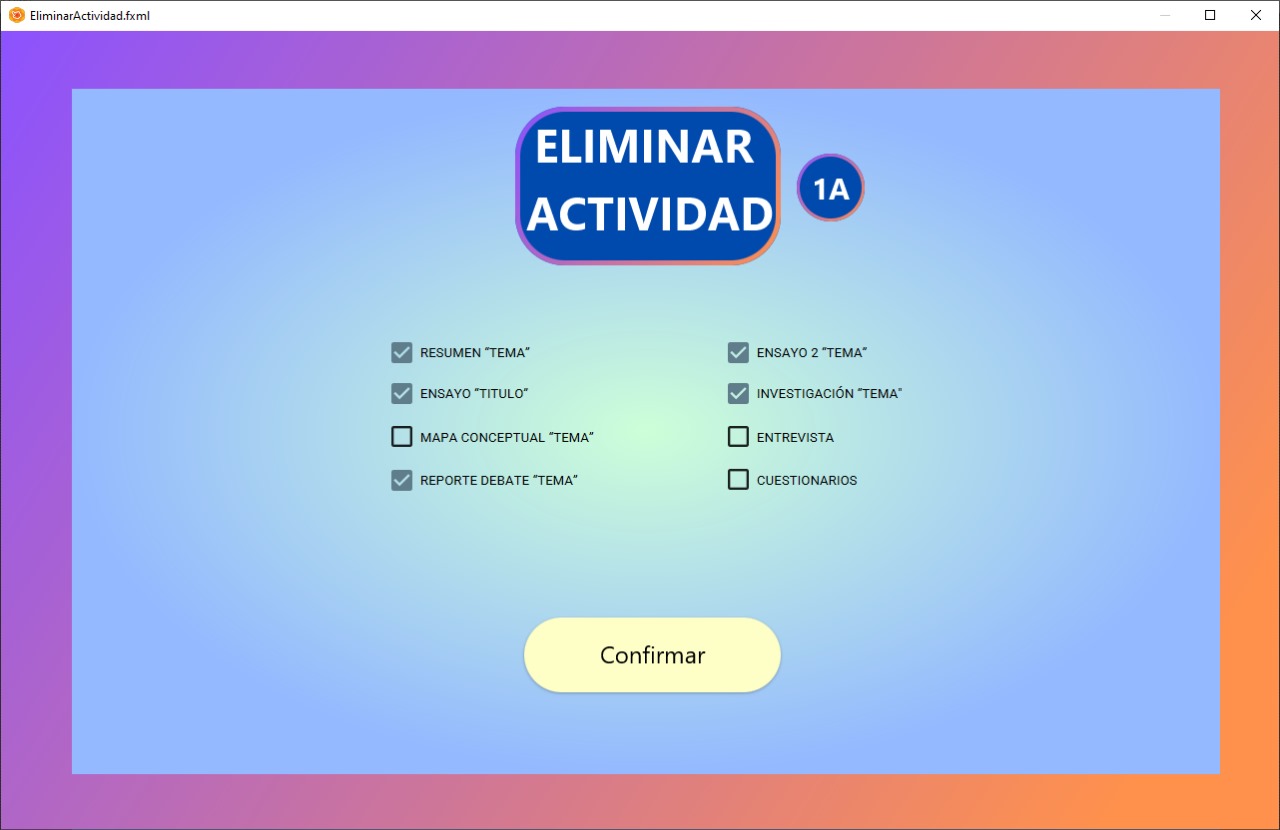 EliminarActividad.fxml
ELIMINAR
ACTIVIDAD
1A
RESUMEN “TEMA”
ENSAYO “TITULO”
MAPA CONCEPTUAL “TEMA”
REPORTE DEBATE “TEMA”
ENSAYO 2 “TEMA”
INVESTIGACIÓN “TEMA"
ENTREVISTA
CUESTIONARIOS
Confirmar